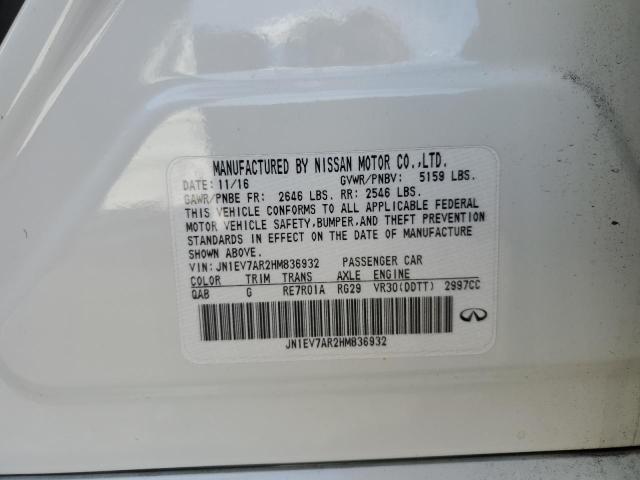 MANUFACTURED BY NISSAN MOTOR CO.,LTD.
DATE: 11/16 GVWR/PNBV: 5159 LBS.
GAWR/PNBE FR: 2646 LBS. RR: 2546 LBS.
THIS VEHICLE CONFORMS TO ALL APPLICABLE FEDERAL
MOTOR VEHICLE SAFETY,BUMPER,AND THEFT PREVENTION
STANDARDS IN EFFECT ON THE DATE OF MANUFACTURE
SHOWN ABOVE.
VIN: JN1EV7AR2HM836932 PASSENGER CAR
COLOR TRIM TRANS AXLE ENGINE
QAB G RE7R01A RG29 VR30(DDTT) 2997CC
JN1EV7AR2HM836932